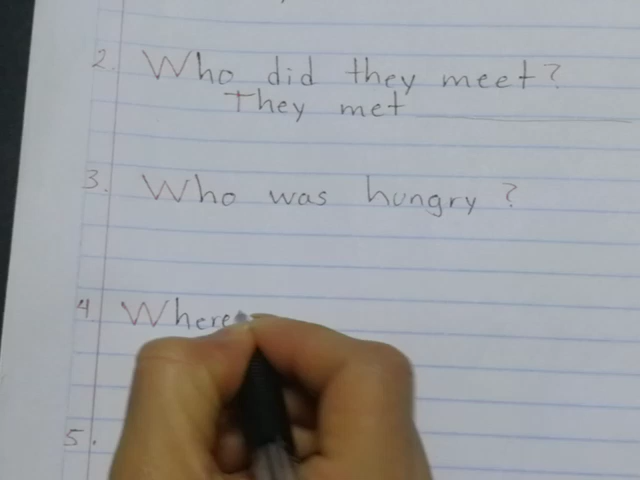 2. Who did they meet?
They met
3. Who was hungry?
4. Where
5.